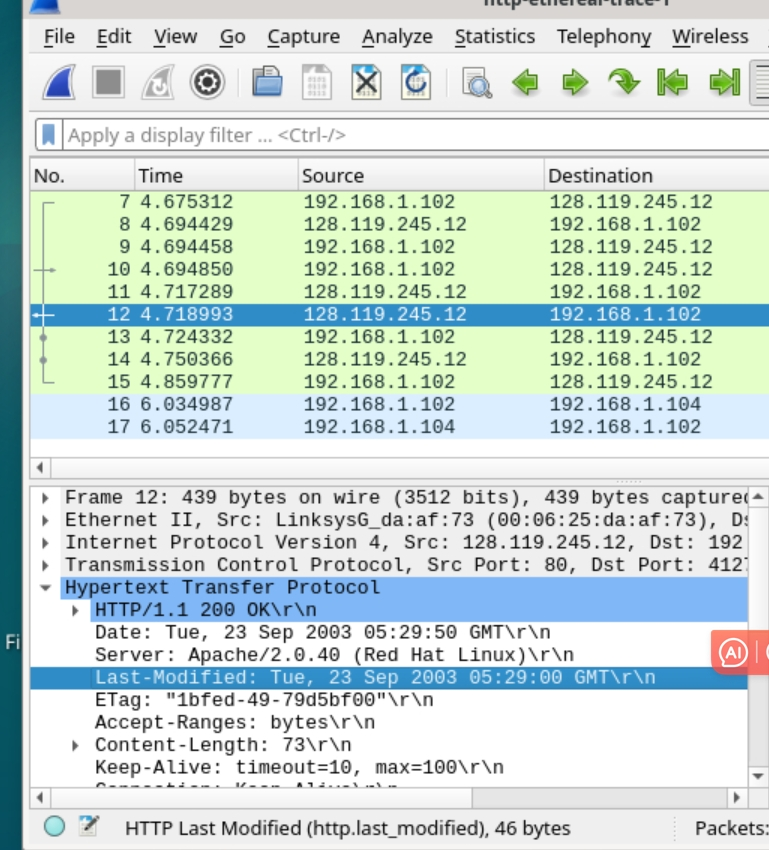 http-ethereal-trace-1
File Edit View Go Capture Analyze Statistics Telephony Wireless
Apply a display filter ... <Ctrl-/>
No. Time Source Destination
7 4.675312 192.168.1.102 128.119.245.12
8 4.694429 128.119.245.12 192.168.1.102
9 4.694458 192.168.1.102 128.119.245.12
10 4.694850 192.168.1.102 128.119.245.12
11 4.717289 128.119.245.12 192.168.1.102
12 4.718993 128.119.245.12 192.168.1.102
13 4.724332 192.168.1.102 128.119.245.12
14 4.750366 128.119.245.12 192.168.1.102
15 4.859777 192.168.1.102 128.119.245.12
16 6.034987 192.168.1.102 192.168.1.104
17 6.052471 192.168.1.104 192.168.1.102
Frame 12: 439 bytes on wire (3512 bits), 439 bytes captured
Ethernet II, Src: LinksysG_da:af:73 (00:06:25:da:af:73), Ds
Internet Protocol Version 4, Src: 128.119.245.12, Dst: 192
Transmission Control Protocol, Src Port: 80, Dst Port: 4127
Hypertext Transfer Protocol
HTTP/1.1 200 OK\r\n
Date: Tue, 23 Sep 2003 05:29:50 GMT\r\n
Server: Apache/2.0.40 (Red Hat Linux)\r\n
Fi
AI
Last-Modified: Tue, 23 Sep 2003 05:29:00 GMT\r\n
ETag: "1bfed-49-79d5bf00"\r\n
Accept-Ranges: bytes\r\n
Content-Length: 73\r\n
Keep-Alive: timeout=10, max=100\r\n
Connection: Keep-Alive\r\n
HTTP Last Modified (http.last_modified), 46 bytes Packets: